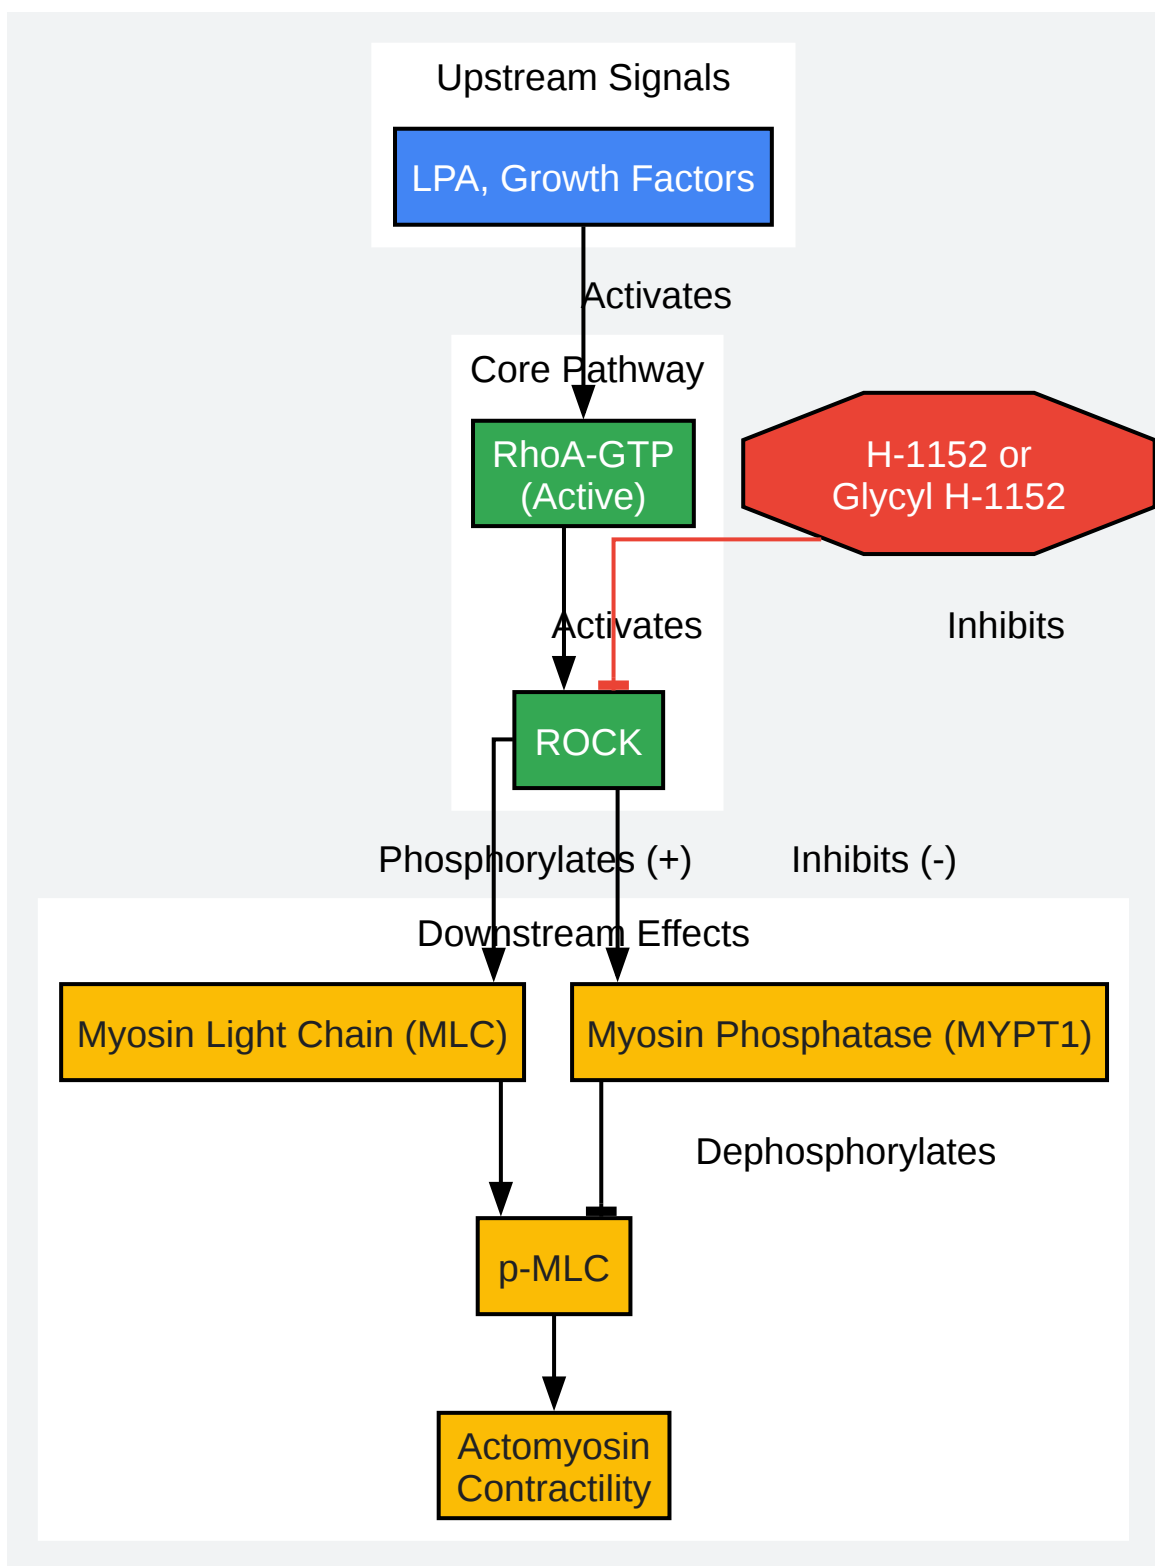 Upstream Signals
LPA, Growth Factors
Activates
Core Pathway
RhoA-GTP
(Active)
H-1152 or
Glycyl H-1152
Activates
Inhibits
ROCK
Phosphorylates (+)
Inhibits (-)
Downstream Effects
Myosin Light Chain (MLC)
Myosin Phosphatase (MYPT1)
Dephosphorylates
p-MLC
Actomyosin
Contractility